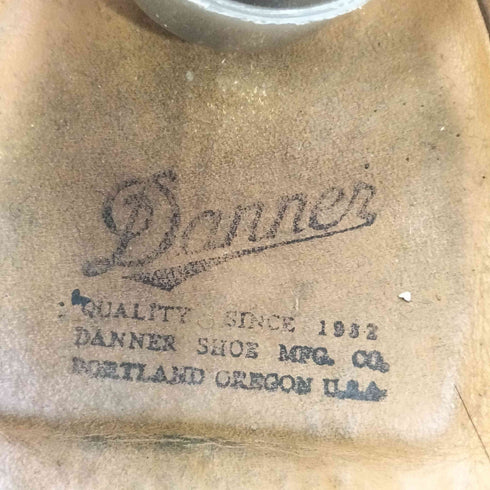 Danner
QUALITY SINCE 1932
DANNER SHOE MFG. CO.
PORTLAND OREGON U.S.A.